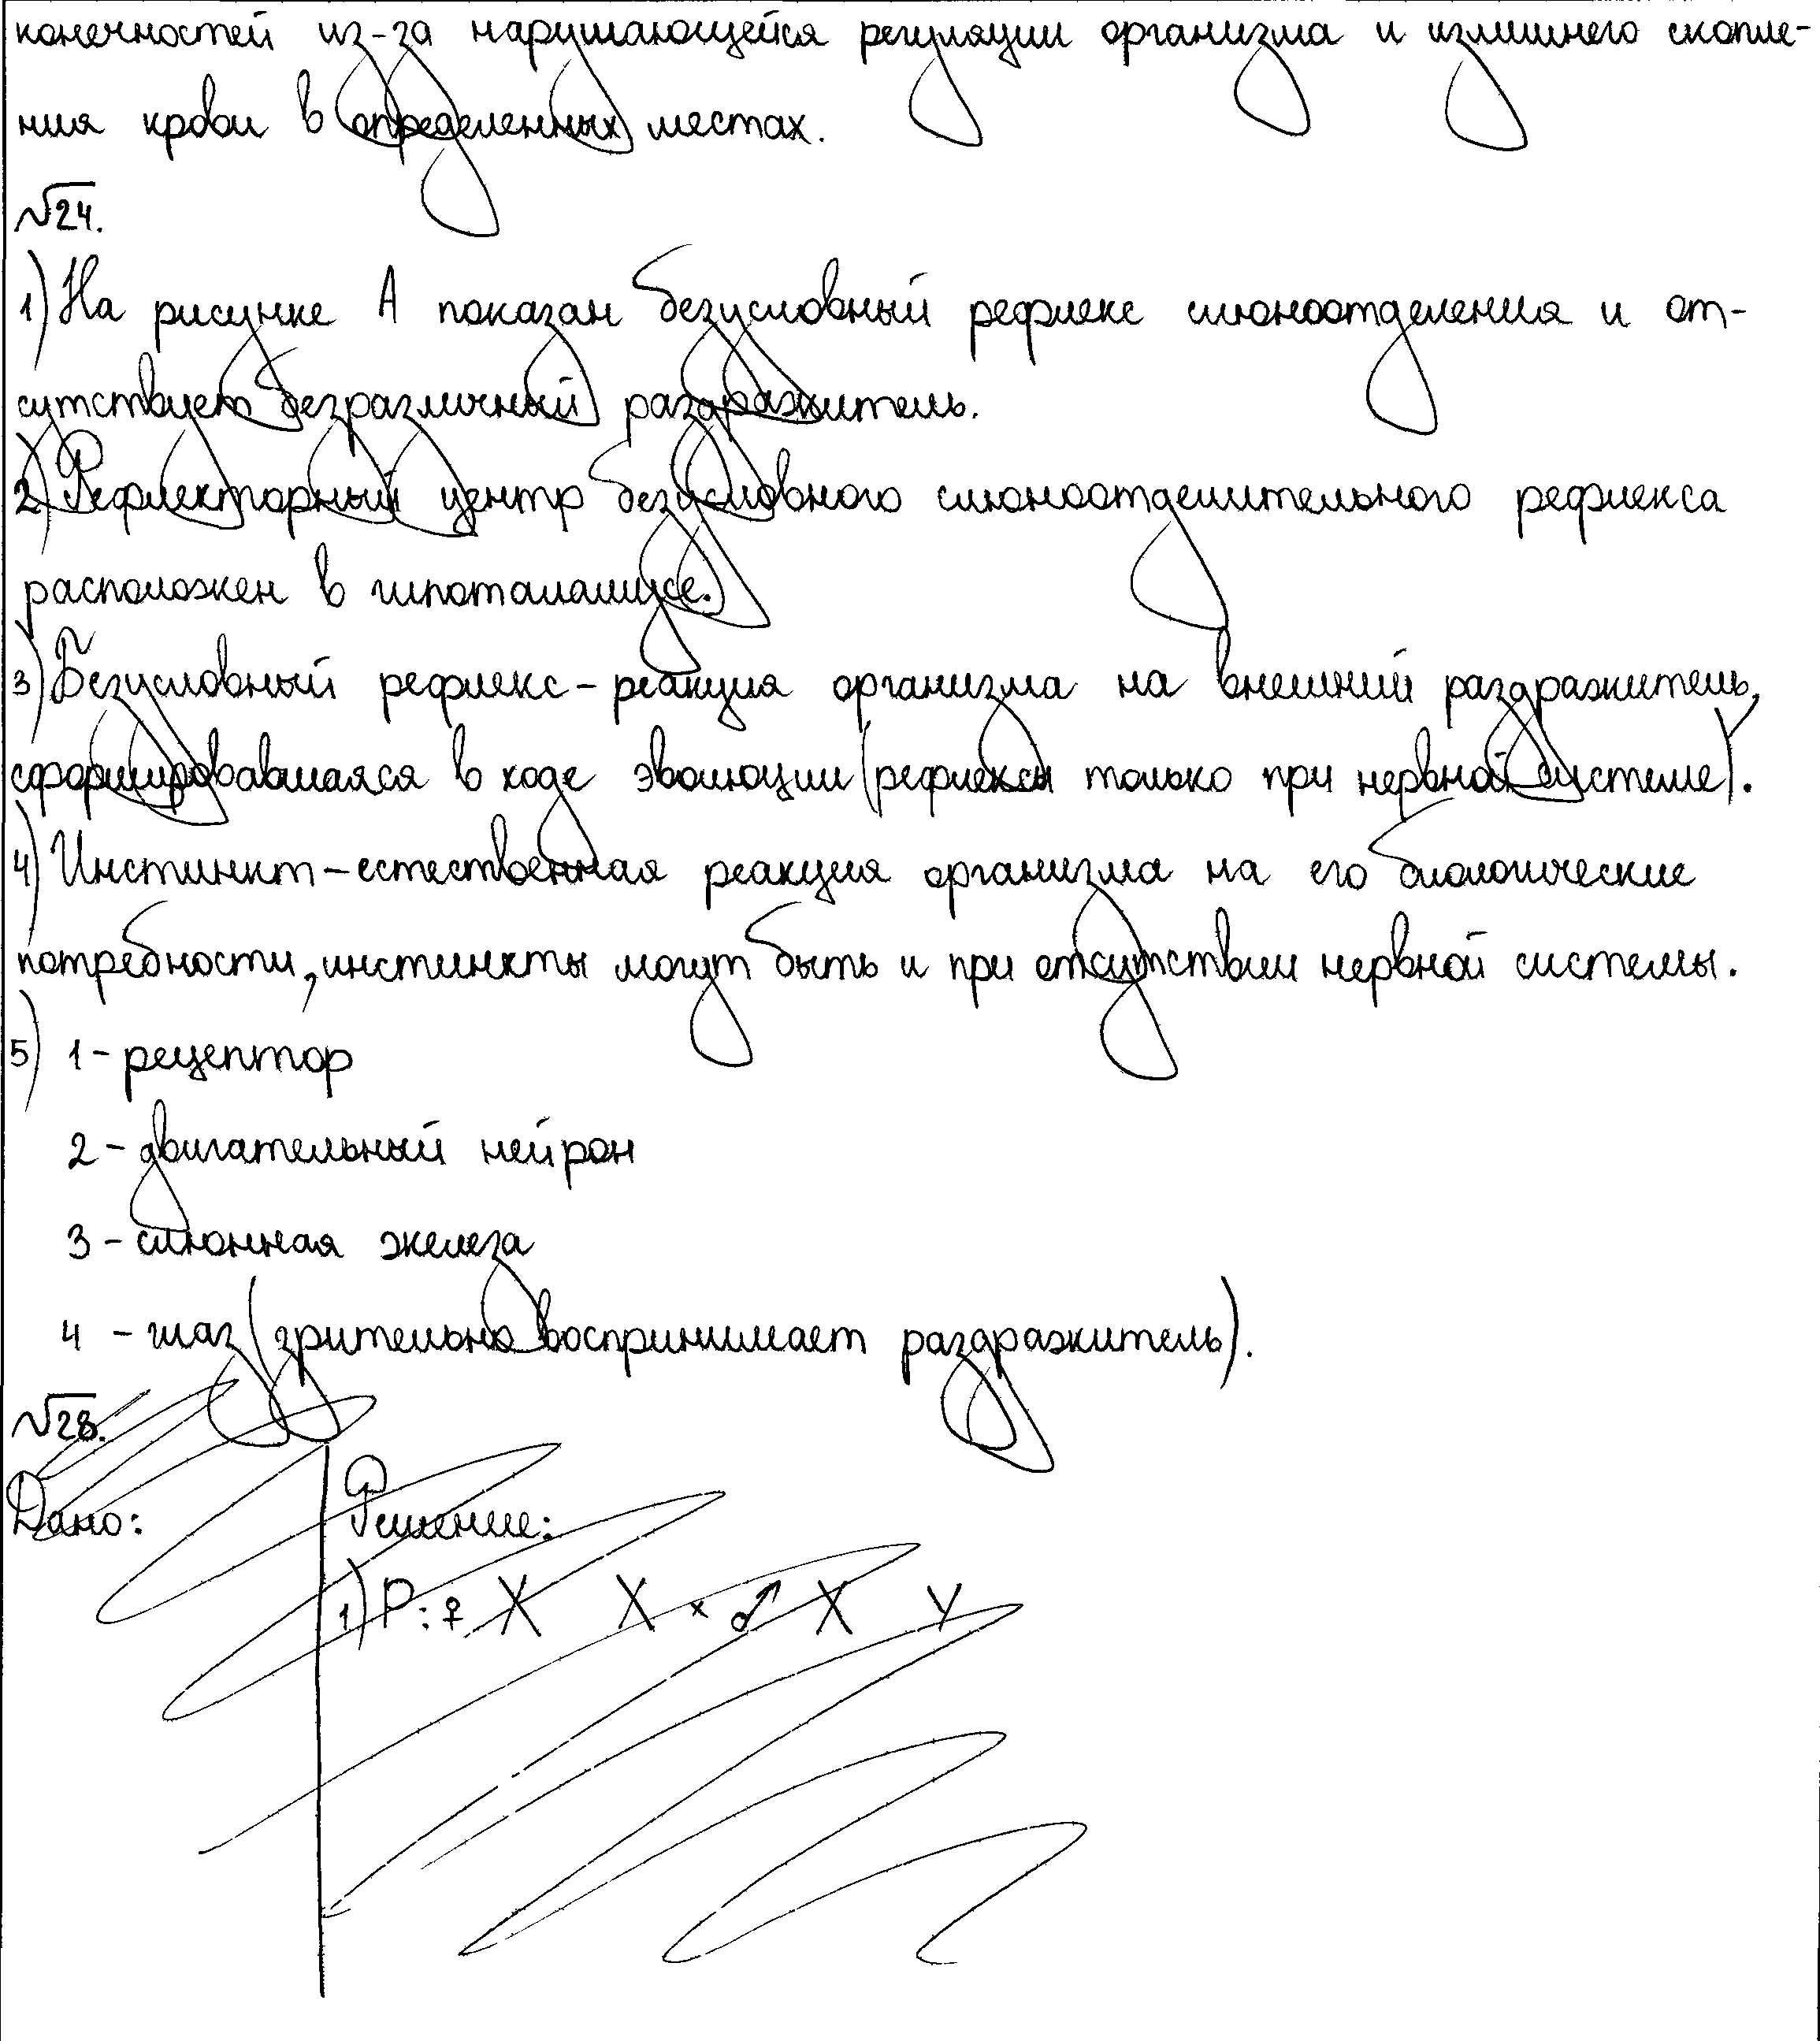 конечностей из-за нарушающейся регуляции организма и излишнего скопле-
ния крови в определенных местах.
№24.
1) На рисунке А показан безусловный рефлекс слюноотделения и от-
сутствует безразличный раздражитель.
2) Рефлекторный центр безусловного слюноотделительного рефлекса
расположен в гипоталамусе.
3) Безусловный рефлекс - реакция организма на внешний раздражитель,
сформировавшаяся в ходе эволюции (рефлексы только при нервной системе).
4) Инстинкт - естественная реакция организма на его биологические
потребности, инстинкты могут быть и при отсутствии нервной системы.
5) 1 - рецептор
2 - двигательный нейрон
3 - слюнная железа
4 - глаз (зрительно воспринимает раздражитель).
№28.
Дано: Решение:
1) P: ♀ X X × ♂ X Y